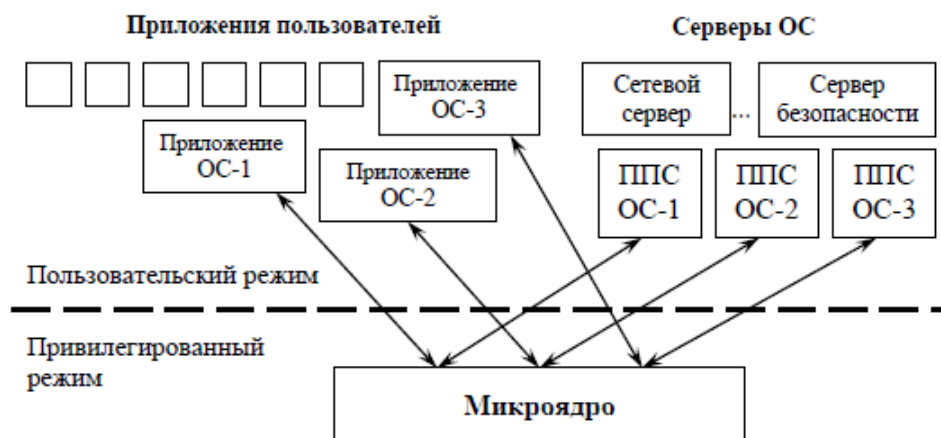 Приложения пользователей
Серверы ОС
Приложение
ОС-3
Сетевой
сервер
...
Сервер
безопасности
Приложение
ОС-1
Приложение
ОС-2
ППС
ОС-1
ППС
ОС-2
ППС
ОС-3
Пользовательский режим
Привилегированный
режим
Микроядро